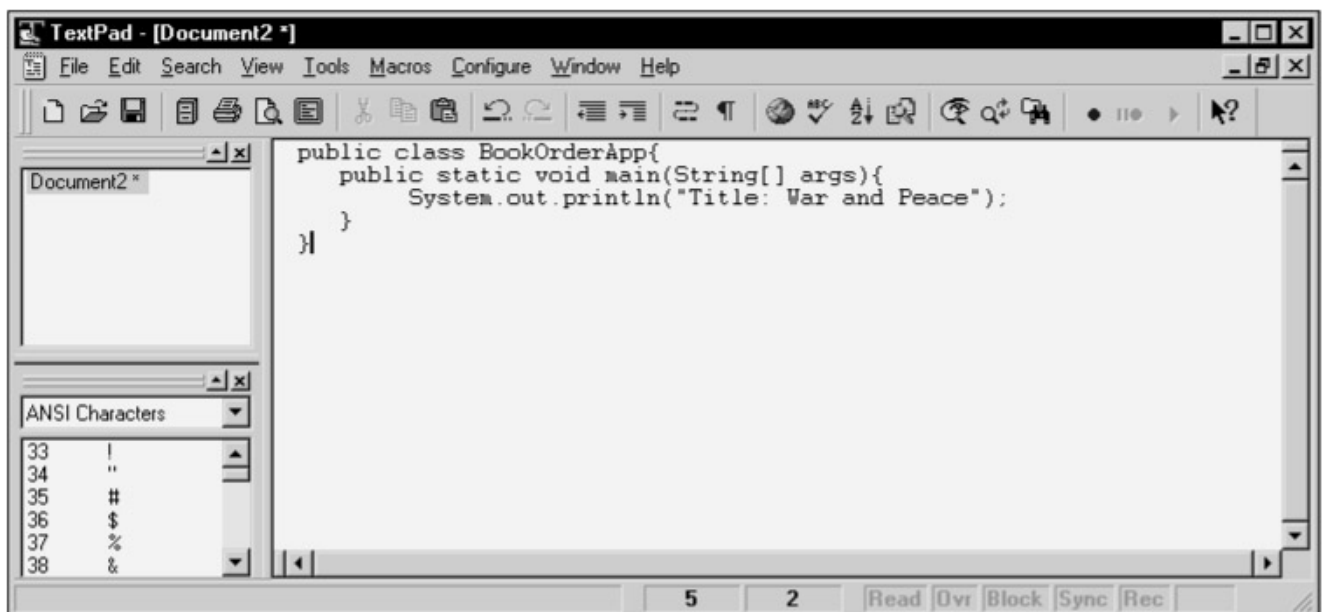 TextPad - [Document2 *]
File Edit Search View Tools Macros Configure Window Help
Document2 *
public class BookOrderApp{
    public static void main(String[] args){
        System.out.println("Title: War and Peace");
    }
}
ANSI Characters
33 !
34 "
35 #
36 $
37 %
38 &
5 2 Read Ovr Block Sync Rec